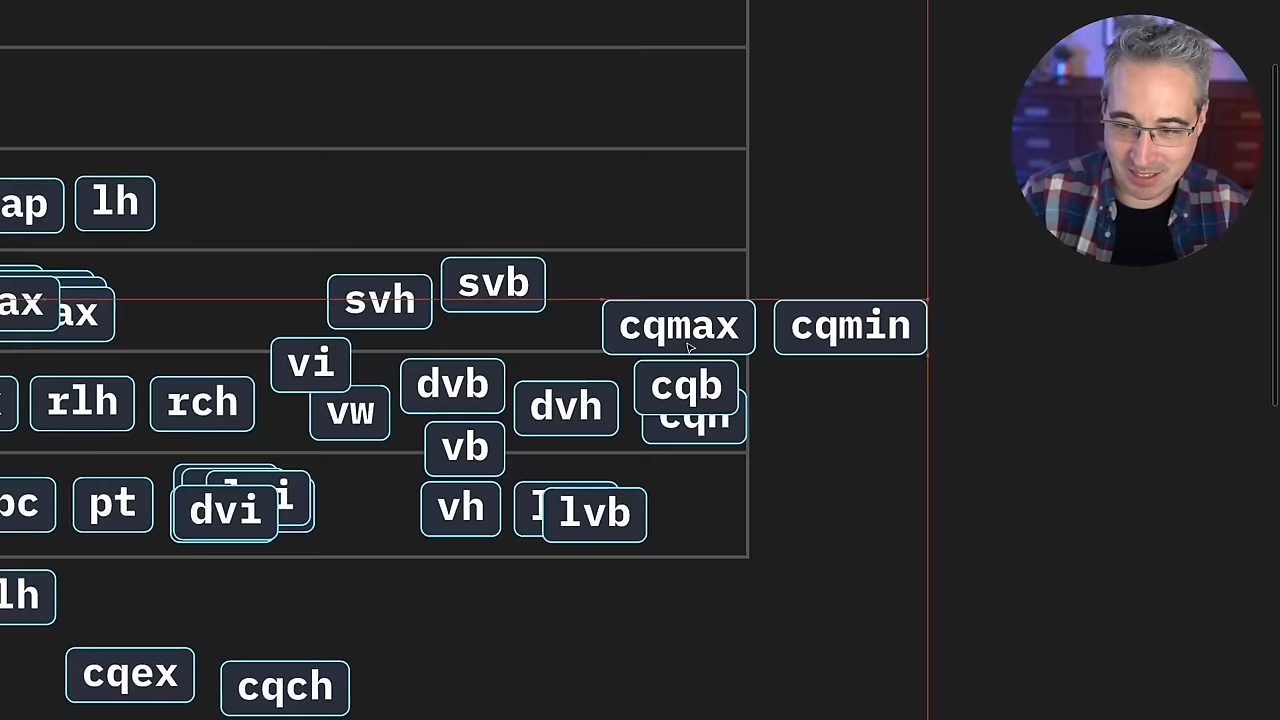 ap lh
svh svb
ax ax cqmax cqmin
vi
dvb cqb
rlh rch vw dvh cqh
vb
pc pt dvi vh lvb
lh
cqex cqch